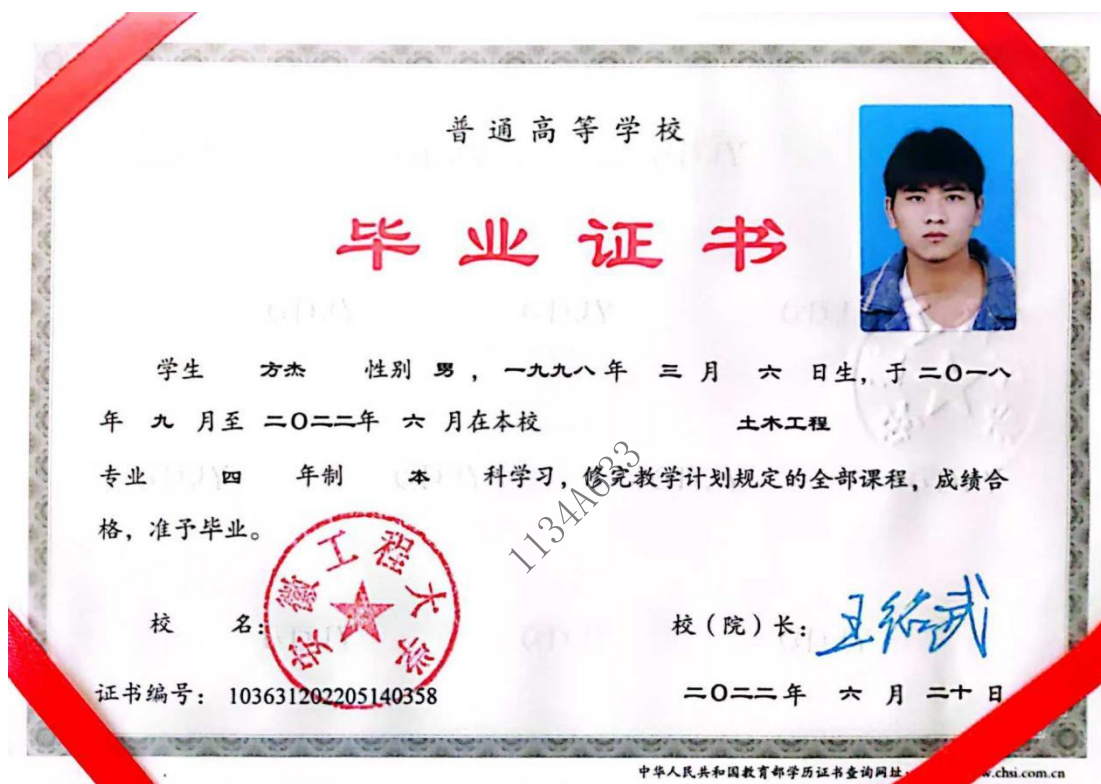 普通高等学校
毕业证书
学生 方杰 性别 男，一九九八年 三 月 六 日生，于 二〇一八
年 九 月至 二〇二二年 六 月在本校 土木工程
专业 四 年制 本 科学习，修完教学计划规定的全部课程，成绩合
格，准予毕业。
1134A633
安徽工程大学
校 名：
校（院）长：王绍武
证书编号：103631202205140358
二〇二二年 六 月 二十 日
中华人民共和国教育部学历证书查询网址：
w.chsi.com.cn